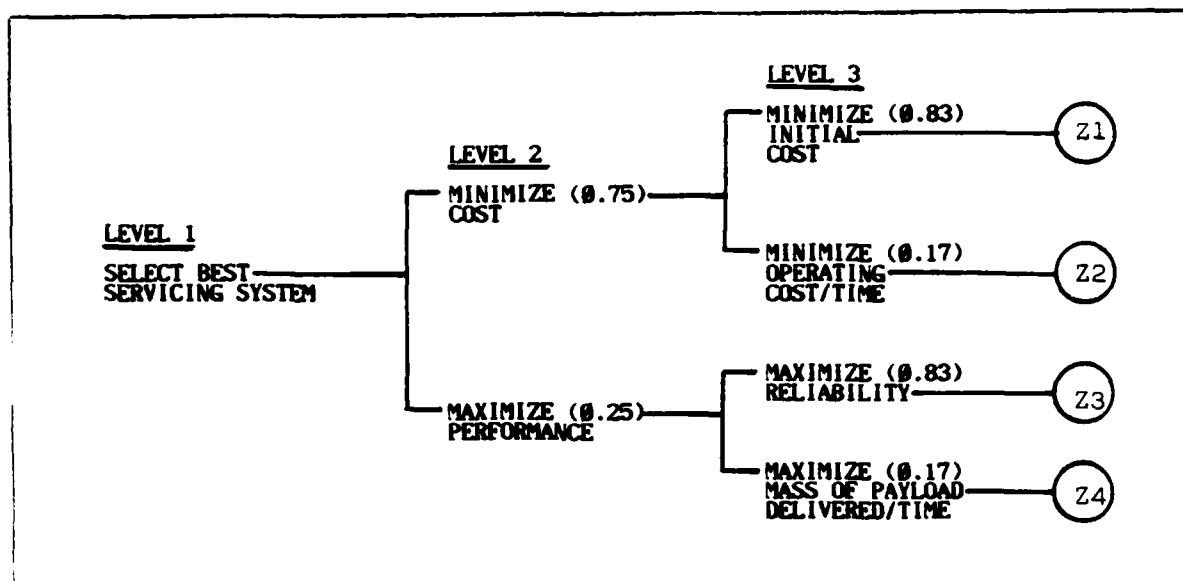 LEVEL 1
SELECT BEST
SERVICING SYSTEM
LEVEL 2
MINIMIZE (0.75)
COST
MAXIMIZE (0.25)
PERFORMANCE
LEVEL 3
MINIMIZE (0.83)
INITIAL
COST
Z1
MINIMIZE (0.17)
OPERATING
COST/TIME
Z2
MAXIMIZE (0.83)
RELIABILITY
Z3
MAXIMIZE (0.17)
MASS OF PAYLOAD
DELIVERED/TIME
Z4